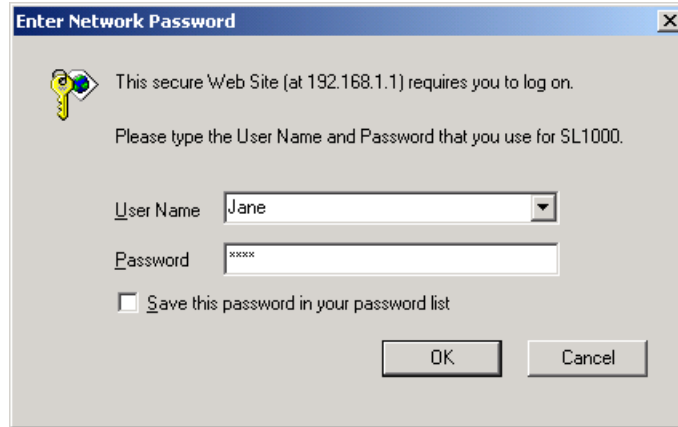 Enter Network Password
This secure Web Site (at 192.168.1.1) requires you to log on.
Please type the User Name and Password that you use for SL1000.
User Name Jane
Password xxxx
Save this password in your password list
OK Cancel